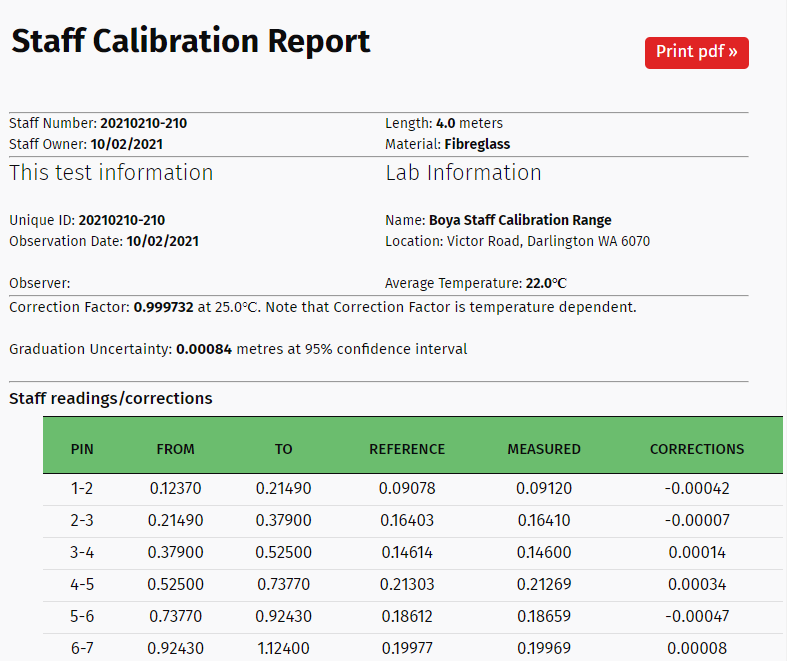 Staff Calibration Report
Print pdf »
Staff Number: 20210210-210 Length: 4.0 meters
Staff Owner: 10/02/2021 Material: Fibreglass
This test information Lab Information
Unique ID: 20210210-210 Name: Boya Staff Calibration Range
Observation Date: 10/02/2021 Location: Victor Road, Darlington WA 6070
Observer: Average Temperature: 22.0°C
Correction Factor: 0.999732 at 25.0°C. Note that Correction Factor is temperature dependent.
Graduation Uncertainty: 0.00084 metres at 95% confidence interval
Staff readings/corrections
PIN FROM TO REFERENCE MEASURED CORRECTIONS
1-2 0.12370 0.21490 0.09078 0.09120 -0.00042
2-3 0.21490 0.37900 0.16403 0.16410 -0.00007
3-4 0.37900 0.52500 0.14614 0.14600 0.00014
4-5 0.52500 0.73770 0.21303 0.21269 0.00034
5-6 0.73770 0.92430 0.18612 0.18659 -0.00047
6-7 0.92430 1.12400 0.19977 0.19969 0.00008